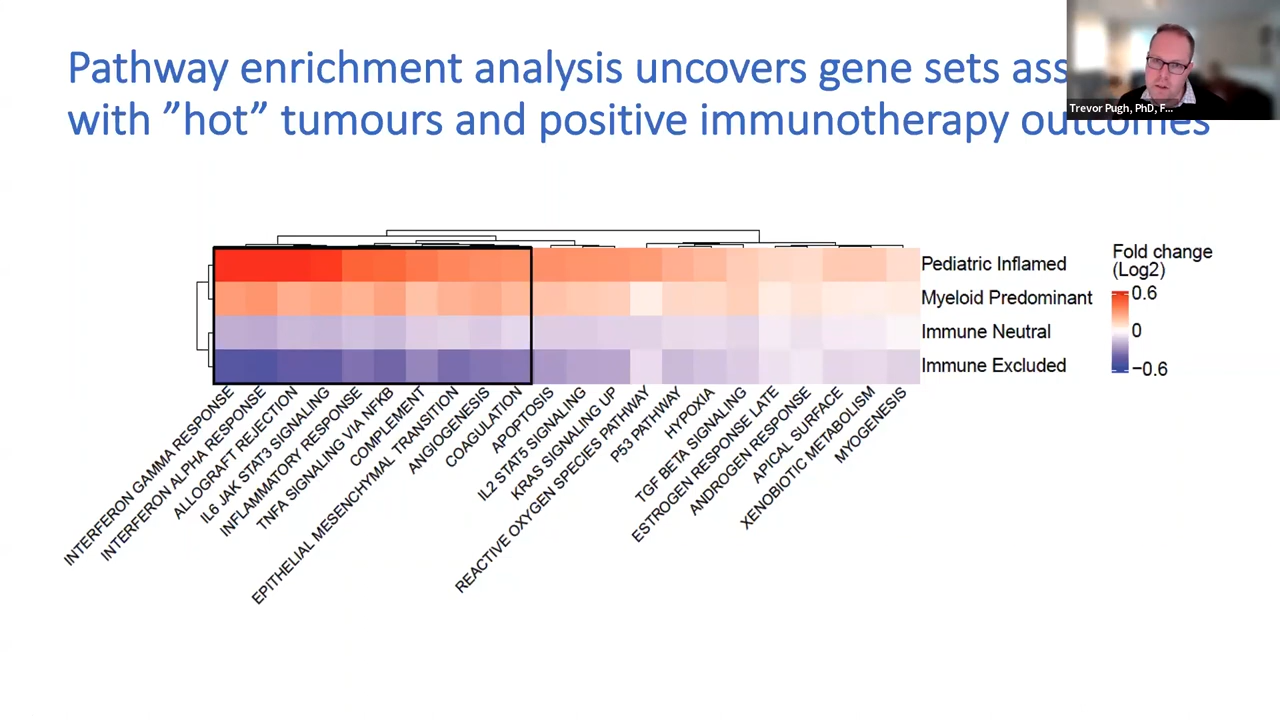 Pathway enrichment analysis uncovers gene sets ass
with ”hot” tumours and positive immunotherapy outcomes
Trevor Pugh, PhD, F...
Fold change
(Log2)
0.6
0
−0.6
Pediatric Inflamed
Myeloid Predominant
Immune Neutral
Immune Excluded
INTERFERON GAMMA RESPONSE
INTERFERON ALPHA RESPONSE
ALLOGRAFT REJECTION
IL6 JAK STAT3 SIGNALING
INFLAMMATORY RESPONSE
TNFA SIGNALING VIA NFKB
COMPLEMENT
EPITHELIAL MESENCHYMAL TRANSITION
ANGIOGENESIS
COAGULATION
APOPTOSIS
IL2 STAT5 SIGNALING
KRAS SIGNALING UP
REACTIVE OXYGEN SPECIES PATHWAY
P53 PATHWAY
HYPOXIA
TGF BETA SIGNALING
ESTROGEN RESPONSE LATE
ANDROGEN RESPONSE
APICAL SURFACE
XENOBIOTIC METABOLISM
MYOGENESIS